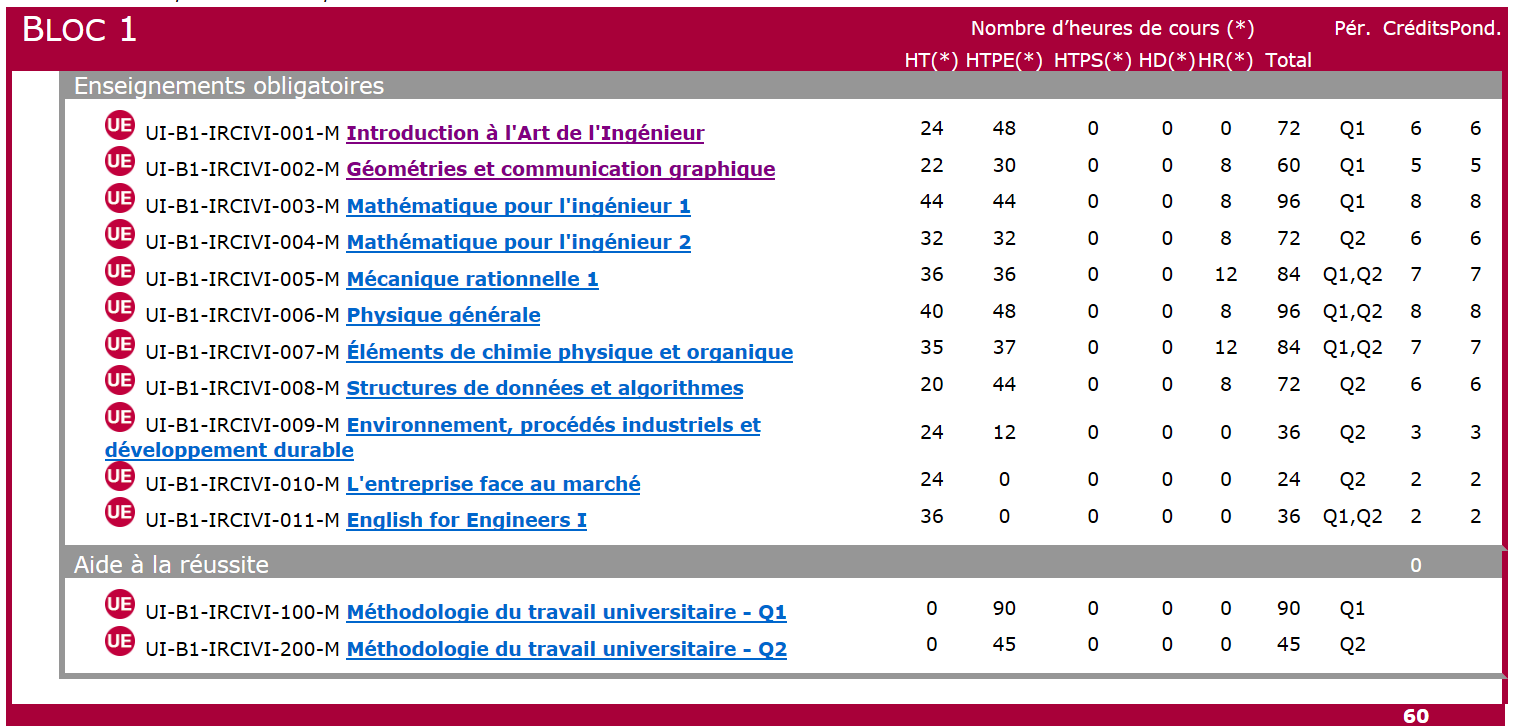 BLOC 1
Nombre d'heures de cours (*) Pér. Crédits Pond.
HT(*) HTPE(*) HTPS(*) HD(*) HR(*) Total
Enseignements obligatoires
UE UI-B1-IRCIVI-001-M Introduction à l'Art de l'Ingénieur 24 48 0 0 0 72 Q1 6 6
UE UI-B1-IRCIVI-002-M Géométries et communication graphique 22 30 0 0 8 60 Q1 5 5
UE UI-B1-IRCIVI-003-M Mathématique pour l'ingénieur 1 44 44 0 0 8 96 Q1 8 8
UE UI-B1-IRCIVI-004-M Mathématique pour l'ingénieur 2 32 32 0 0 8 72 Q2 6 6
UE UI-B1-IRCIVI-005-M Mécanique rationnelle 1 36 36 0 0 12 84 Q1,Q2 7 7
UE UI-B1-IRCIVI-006-M Physique générale 40 48 0 0 8 96 Q1,Q2 8 8
UE UI-B1-IRCIVI-007-M Éléments de chimie physique et organique 35 37 0 0 12 84 Q1,Q2 7 7
UE UI-B1-IRCIVI-008-M Structures de données et algorithmes 20 44 0 0 8 72 Q2 6 6
UE UI-B1-IRCIVI-009-M Environnement, procédés industriels et
développement durable 24 12 0 0 0 36 Q2 3 3
UE UI-B1-IRCIVI-010-M L'entreprise face au marché 24 0 0 0 0 24 Q2 2 2
UE UI-B1-IRCIVI-011-M English for Engineers I 36 0 0 0 0 36 Q1,Q2 2 2
Aide à la réussite 0
UE UI-B1-IRCIVI-100-M Méthodologie du travail universitaire - Q1 0 90 0 0 0 90 Q1
UE UI-B1-IRCIVI-200-M Méthodologie du travail universitaire - Q2 0 45 0 0 0 45 Q2
60